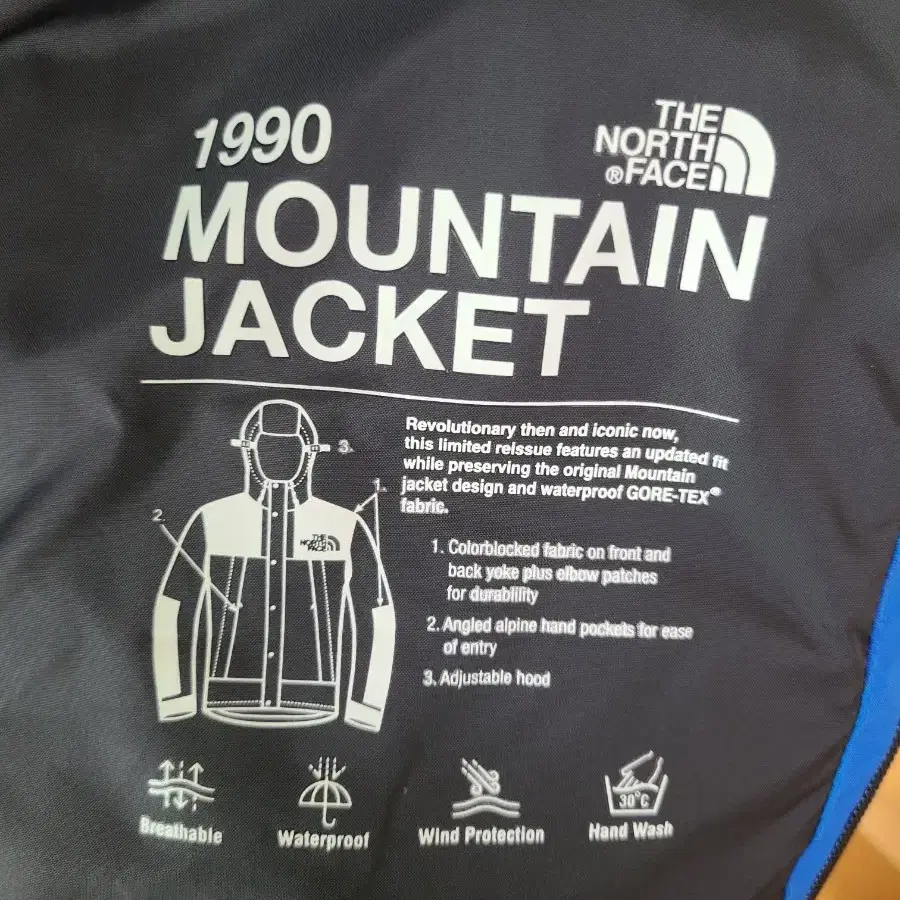 1990
THE
NORTH
®FACE
MOUNTAIN
JACKET
Revolutionary then and iconic now,
this limited reissue features an updated fit
while preserving the original Mountain
jacket design and waterproof GORE-TEX®
fabric.
3.
1.
2.
THE
NORTH
FACE
1. Colorblocked fabric on front and
back yoke plus elbow patches
for durablility
2. Angled alpine hand pockets for ease
of entry
3. Adjustable hood
30°C
Breathable
Waterproof
Wind Protection
Hand Wash